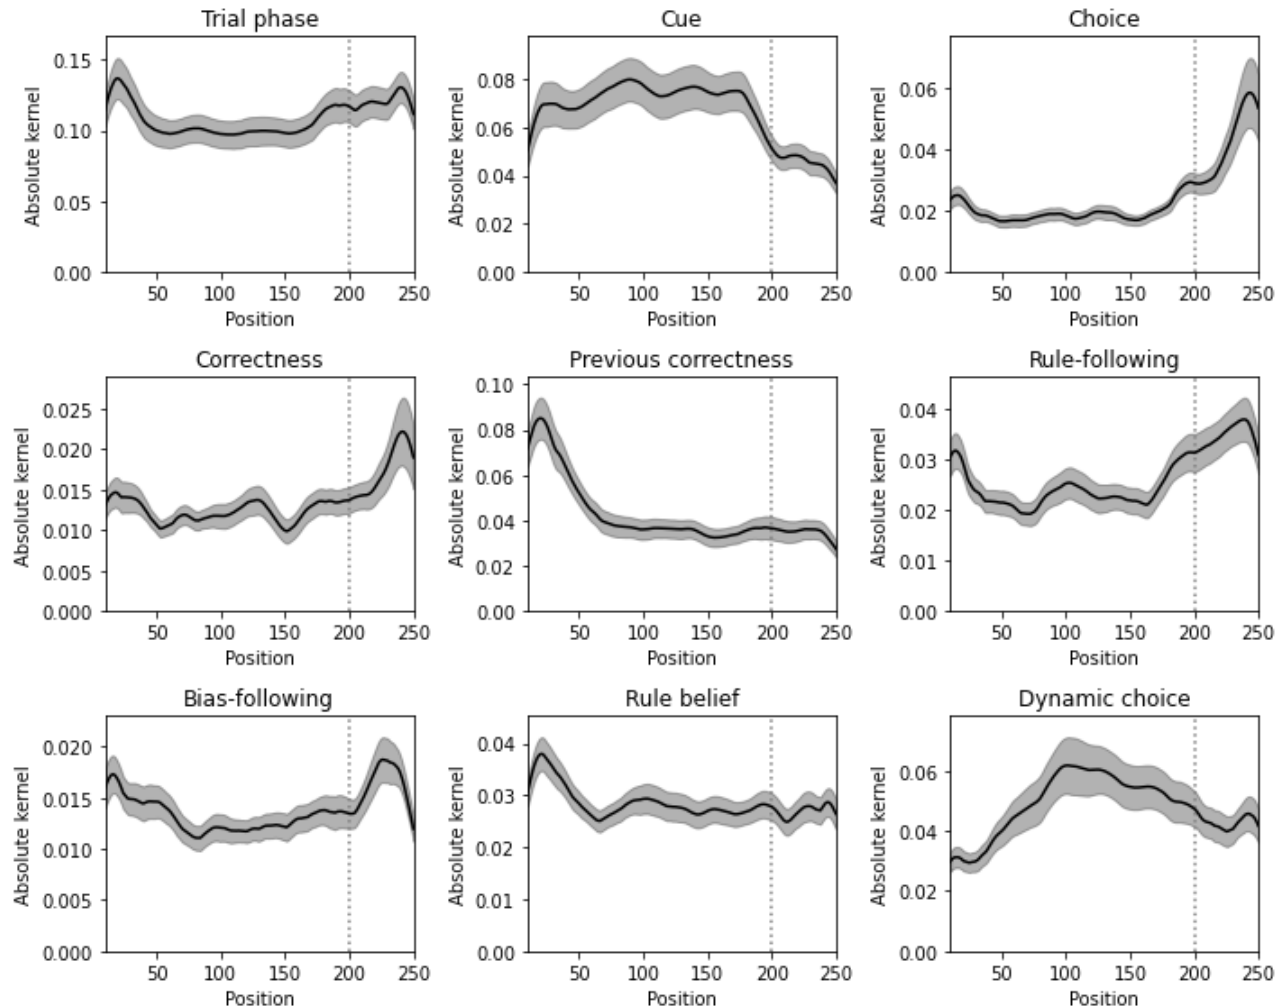 Trial phase
Absolute kernel
0.15
0.10
0.05
0.00
50 100 150 200 250
Position
Cue
Absolute kernel
0.08
0.06
0.04
0.02
0.00
50 100 150 200 250
Position
Choice
Absolute kernel
0.06
0.04
0.02
0.00
50 100 150 200 250
Position
Correctness
Absolute kernel
0.025
0.020
0.015
0.010
0.005
0.000
50 100 150 200 250
Position
Previous correctness
Absolute kernel
0.10
0.08
0.06
0.04
0.02
0.00
50 100 150 200 250
Position
Rule-following
Absolute kernel
0.04
0.03
0.02
0.01
0.00
50 100 150 200 250
Position
Bias-following
Absolute kernel
0.020
0.015
0.010
0.005
0.000
50 100 150 200 250
Position
Rule belief
Absolute kernel
0.04
0.03
0.02
0.01
0.00
50 100 150 200 250
Position
Dynamic choice
Absolute kernel
0.06
0.04
0.02
0.00
50 100 150 200 250
Position